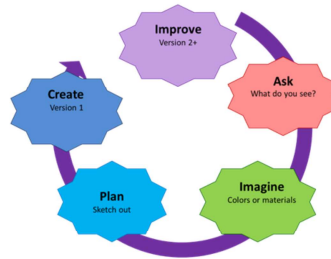 Improve
Version 2+
Ask
What do you see?
Imagine
Colors or materials
Plan
Sketch out
Create
Version 1